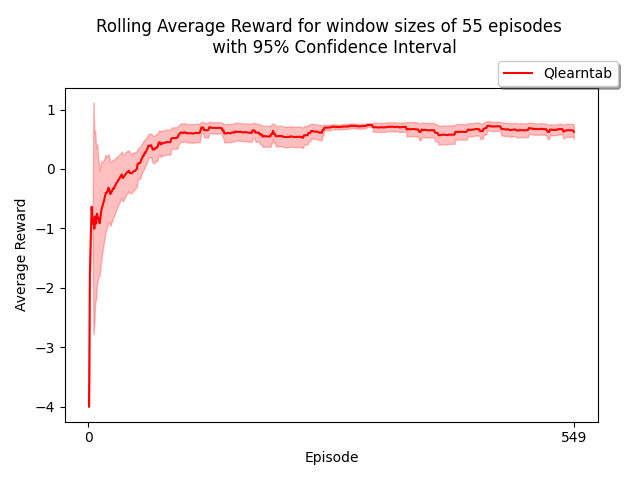 Rolling Average Reward for window sizes of 55 episodes
with 95% Confidence Interval
Qlearntab
1
0
−1
−2
−3
−4
Average Reward
0
549
Episode